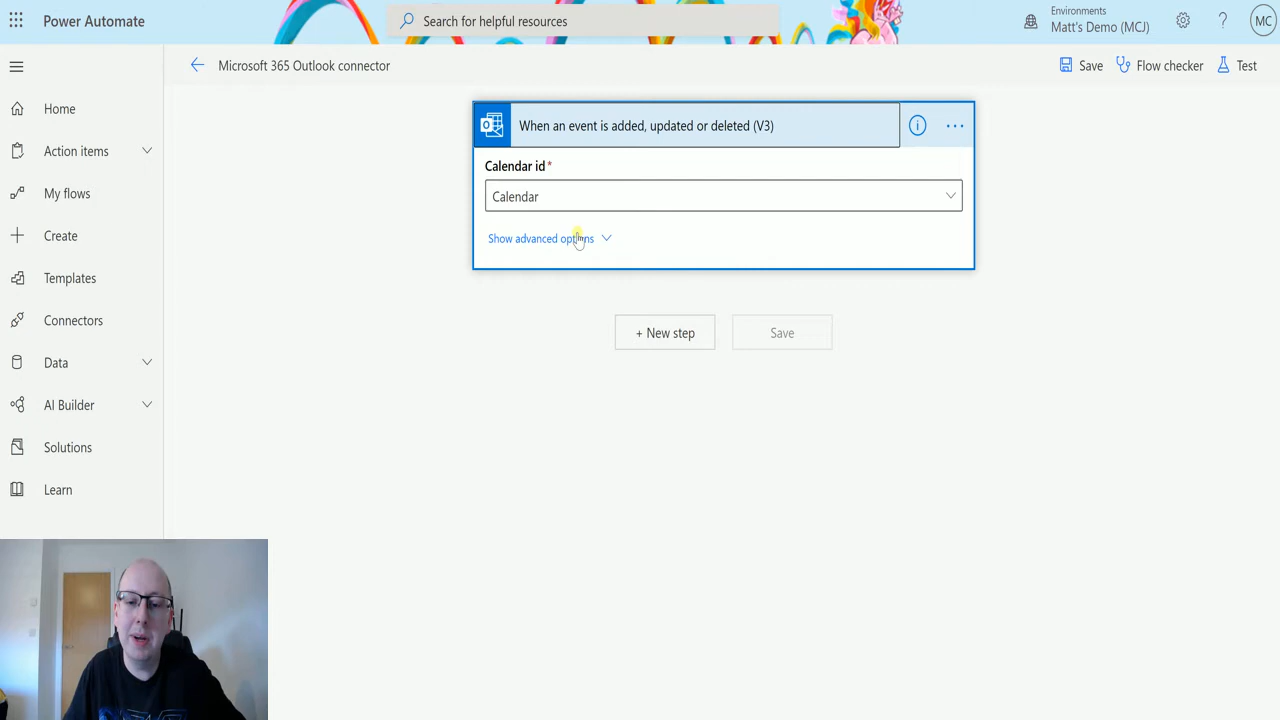 Power Automate
Search for helpful resources
Environments
Matt's Demo (MCJ)
?
MC
Microsoft 365 Outlook connector
Save
Flow checker
Test
Home
Action items
My flows
Create
Templates
Connectors
Data
AI Builder
Solutions
Learn
When an event is added, updated or deleted (V3)
Calendar id *
Calendar
Show advanced options
+ New step
Save